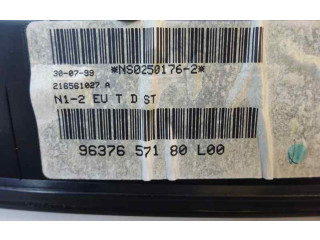 *NS0250176-2*
30-07-99
216561027 A
N1-2 EU T D ST
96376 571 80 L00